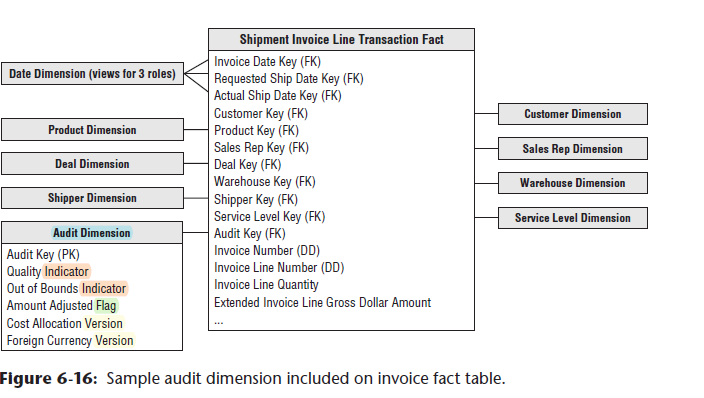 Shipment Invoice Line Transaction Fact
Invoice Date Key (FK)
Requested Ship Date Key (FK)
Actual Ship Date Key (FK)
Customer Key (FK)
Product Key (FK)
Sales Rep Key (FK)
Deal Key (FK)
Warehouse Key (FK)
Shipper Key (FK)
Service Level Key (FK)
Audit Key (FK)
Invoice Number (DD)
Invoice Line Number (DD)
Invoice Line Quantity
Extended Invoice Line Gross Dollar Amount
...
Date Dimension (views for 3 roles)
Product Dimension
Deal Dimension
Shipper Dimension
Audit Dimension
Audit Key (PK)
Quality Indicator
Out of Bounds Indicator
Amount Adjusted Flag
Cost Allocation Version
Foreign Currency Version
Customer Dimension
Sales Rep Dimension
Warehouse Dimension
Service Level Dimension
Figure 6-16: Sample audit dimension included on invoice fact table.